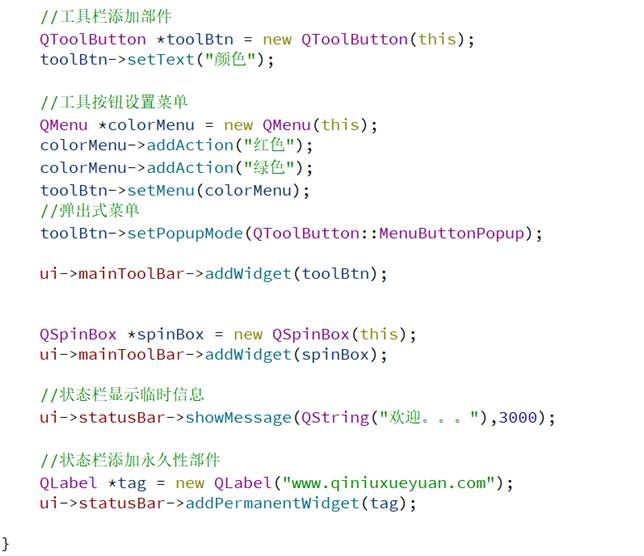 //工具栏添加部件
QToolButton *toolBtn = new QToolButton(this);
toolBtn->setText("颜色");
//工具按钮设置菜单
QMenu *colorMenu = new QMenu(this);
colorMenu->addAction("红色");
colorMenu->addAction("绿色");
toolBtn->setMenu(colorMenu);
//弹出式菜单
toolBtn->setPopupMode(QToolButton::MenuButtonPopup);
ui->mainToolBar->addWidget(toolBtn);
QSpinBox *spinBox = new QSpinBox(this);
ui->mainToolBar->addWidget(spinBox);
//状态栏显示临时信息
ui->statusBar->showMessage(QString("欢迎。。。"),3000);
//状态栏添加永久性部件
QLabel *tag = new QLabel("www.qiniuxueyuan.com");
ui->statusBar->addPermanentWidget(tag);
}